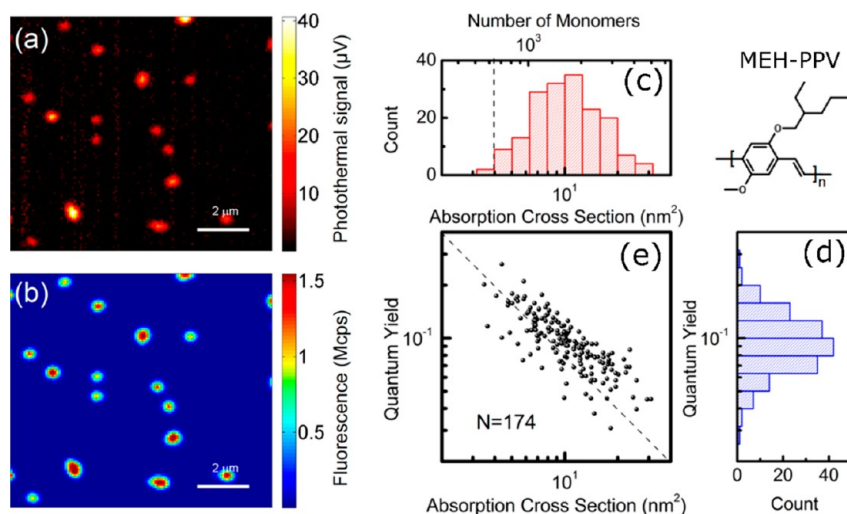 (a)
2 μm
40
30
20
10
Photothermal signal (μV)
(b)
2 μm
1.5
1
0.5
Fluorescence (Mcps)
Number of Monomers
10³
40
20
0
Count
(c)
10¹
Absorption Cross Section (nm²)
MEH-PPV
O
O
n
(e)
10⁻¹
Quantum Yield
N=174
10¹
Absorption Cross Section (nm²)
(d)
10⁻¹
Quantum Yield
0 20 40
Count